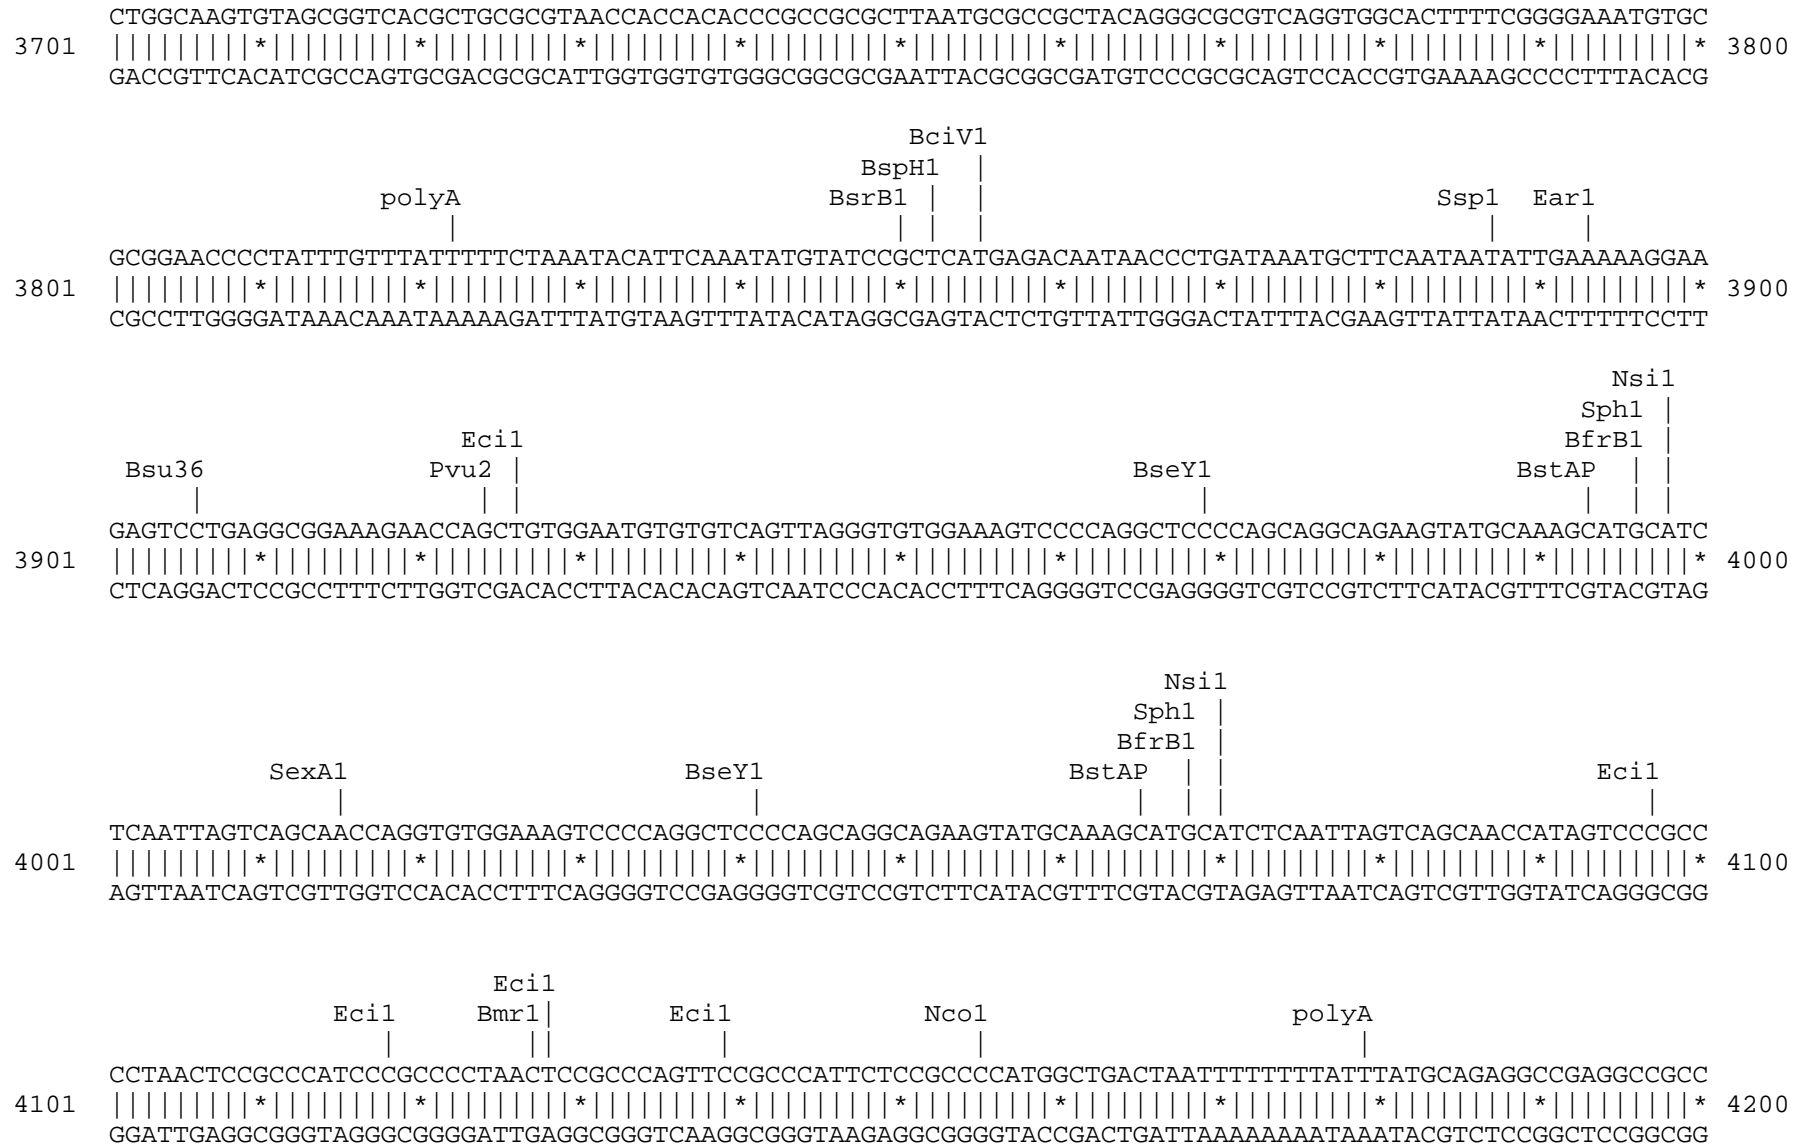 CTGGCAAGTGTAGCGGTCACGCTGCGCGTAACCACCACACCCGCCGCGCTTAATGCGCCGCTACAGGGCGCGTCAGGTGGCACTTTTCGGGGAAATGTGC
3701 |||||||||*|||||||||*|||||||||*|||||||||*|||||||||*|||||||||*|||||||||*|||||||||*|||||||||*|||||||||* 3800
GACCGTTCACATCGCCAGTGCGACGCGCATTGGTGGTGTGGGCGGCGCGAATTACGCGGCGATGTCCCGCGCAGTCCACCGTGAAAAGCCCCTTTACACG
BciV1
BspH1 |
polyA BsrB1 | | Ssp1 Ear1
| | | | | |
GCGGAACCCCTATTTGTTTATTTTTCTAAATACATTCAAATATGTATCCGCTCATGAGACAATAACCCTGATAAATGCTTCAATAATATTGAAAAAGGAA
3801 |||||||||*|||||||||*|||||||||*|||||||||*|||||||||*|||||||||*|||||||||*|||||||||*|||||||||*|||||||||* 3900
CGCCTTGGGGATAAACAAATAAAAAGATTTATGTAAGTTTATACATAGGCGAGTACTCTGTTATTGGGACTATTTACGAAGTTATTATAACTTTTTCCTT
Nsi1
Sph1 |
Eci1 BfrB1 |
Bsu36 Pvu2 | BseY1 BstAP | |
| | | | | | |
GAGTCCTGAGGCGGAAAGAACCAGCTGTGGAATGTGTGTCAGTTAGGGTGTGGAAAGTCCCCAGGCTCCCCAGCAGGCAGAAGTATGCAAAGCATGCATC
3901 |||||||||*|||||||||*|||||||||*|||||||||*|||||||||*|||||||||*|||||||||*|||||||||*|||||||||*|||||||||* 4000
CTCAGGACTCCGCCTTTCTTGGTCGACACCTTACACACAGTCAATCCCACACCTTTCAGGGGTCCGAGGGGTCGTCCGTCTTCATACGTTTCGTACGTAG
Nsi1
Sph1 |
BfrB1 |
SexA1 BseY1 BstAP | | Eci1
| | | | | |
TCAATTAGTCAGCAACCAGGTGTGGAAAGTCCCCAGGCTCCCCAGCAGGCAGAAGTATGCAAAGCATGCATCTCAATTAGTCAGCAACCATAGTCCCGCC
4001 |||||||||*|||||||||*|||||||||*|||||||||*|||||||||*|||||||||*|||||||||*|||||||||*|||||||||*|||||||||* 4100
AGTTAATCAGTCGTTGGTCCACACCTTTCAGGGGTCCGAGGGGTCGTCCGTCTTCATACGTTTCGTACGTAGAGTTAATCAGTCGTTGGTATCAGGGCGG
Eci1
Eci1 Bmr1| Eci1 Nco1 polyA
| || | | |
CCTAACTCCGCCCATCCCGCCCCTAACTCCGCCCAGTTCCGCCCATTCTCCGCCCCATGGCTGACTAATTTTTTTTATTTATGCAGAGGCCGAGGCCGCC
4101 |||||||||*|||||||||*|||||||||*|||||||||*|||||||||*|||||||||*|||||||||*|||||||||*|||||||||*|||||||||* 4200
GGATTGAGGCGGGTAGGGCGGGGATTGAGGCGGGTCAAGGCGGGTAAGAGGCGGGGTACCGACTGATTAAAAAAAATAAATACGTCTCCGGCTCCGGCGG